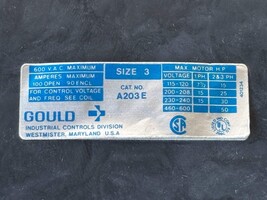 600 V.A.C. MAXIMUM
AMPERES MAXIMUM
100 OPEN 90 ENCL.
FOR CONTROL VOLTAGE
AND FREQ. SEE COIL
SIZE 3
CAT. NO.
A203E
MAX MOTOR H P
VOLTAGE 1PH 2&3 PH
115-120 7½ 15
200-208 15 25
230-240 15 30
460-600 50
GOULD
INDUSTRIAL CONTROLS DIVISION
WESTMISTER, MARYLAND U.S.A
SA